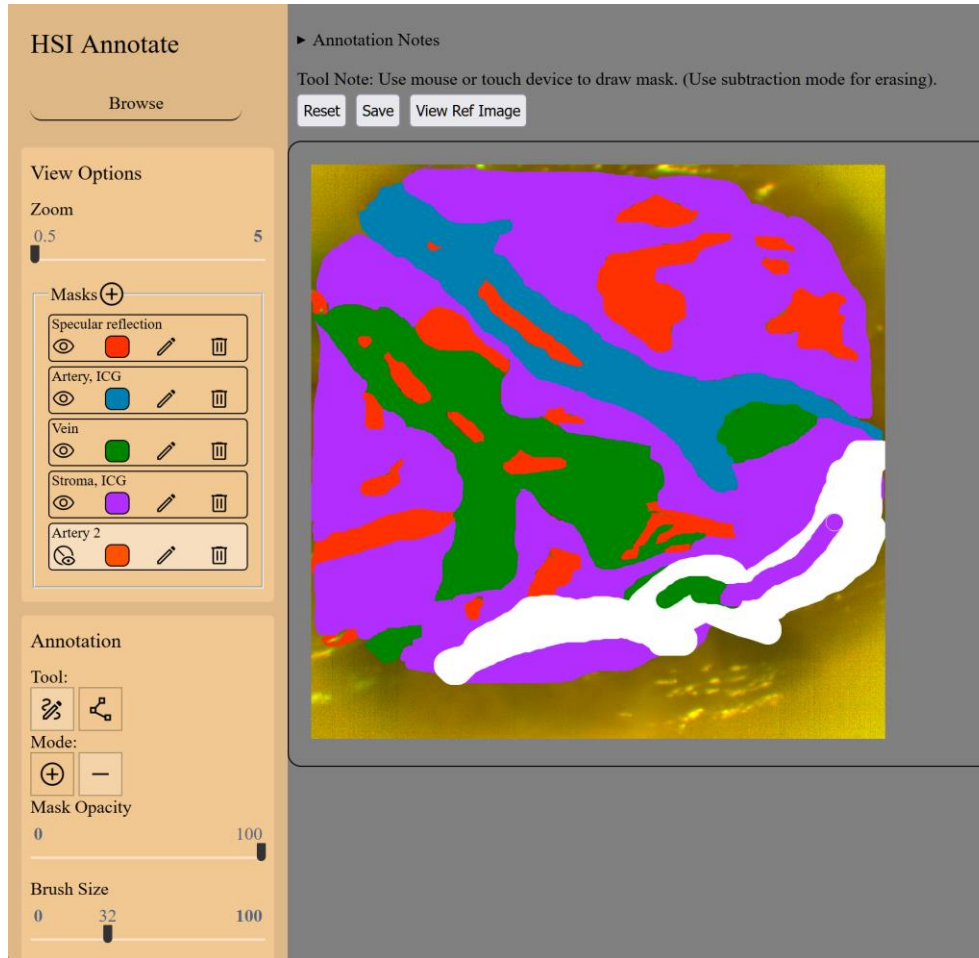 HSI Annotate
Browse
View Options
Zoom
0.5 5
Masks
Specular reflection
Artery, ICG
Vein
Stroma, ICG
Artery 2
Annotation
Tool:
Mode:
Mask Opacity
0 100
Brush Size
0 32 100
► Annotation Notes
Tool Note: Use mouse or touch device to draw mask. (Use subtraction mode for erasing).
Reset Save View Ref Image